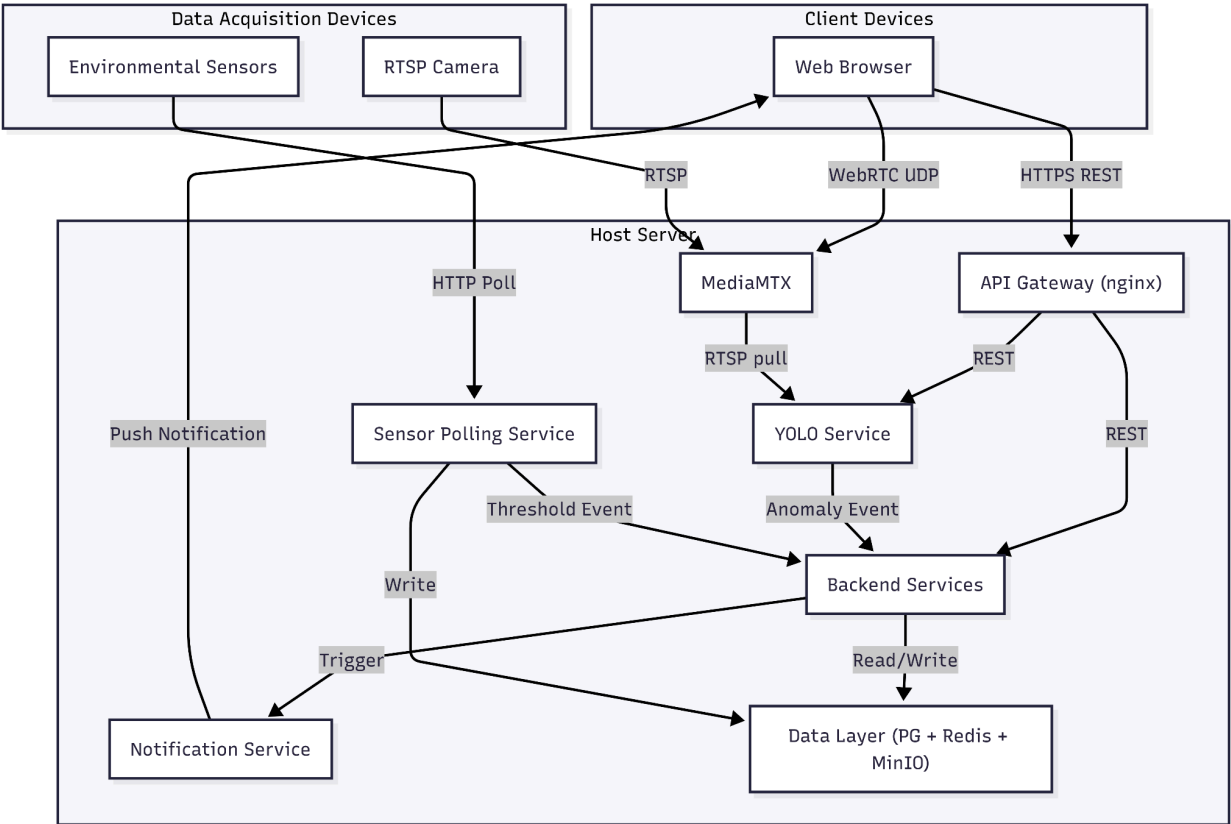 Data Acquisition Devices
Client Devices
Environmental Sensors
RTSP Camera
Web Browser
RTSP
WebRTC UDP
HTTPS REST
Host Server
HTTP Poll
MediaMTX
API Gateway (nginx)
RTSP pull
REST
Push Notification
Sensor Polling Service
YOLO Service
REST
Threshold Event
Anomaly Event
Write
Backend Services
Trigger
Read/Write
Notification Service
Data Layer (PG + Redis +
MinIO)